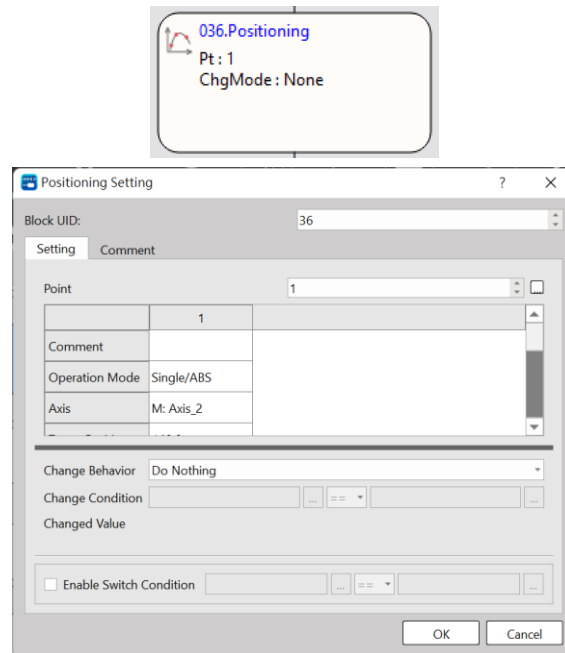 036.Positioning
Pt : 1
ChgMode : None
Positioning Setting ? ×
Block UID: 36
Setting Comment
Point 1 ...
1
Comment
Operation Mode Single/ABS
Axis M: Axis_2
Change Behavior Do Nothing
Change Condition ... == ...
Changed Value
Enable Switch Condition ... == ...
OK Cancel